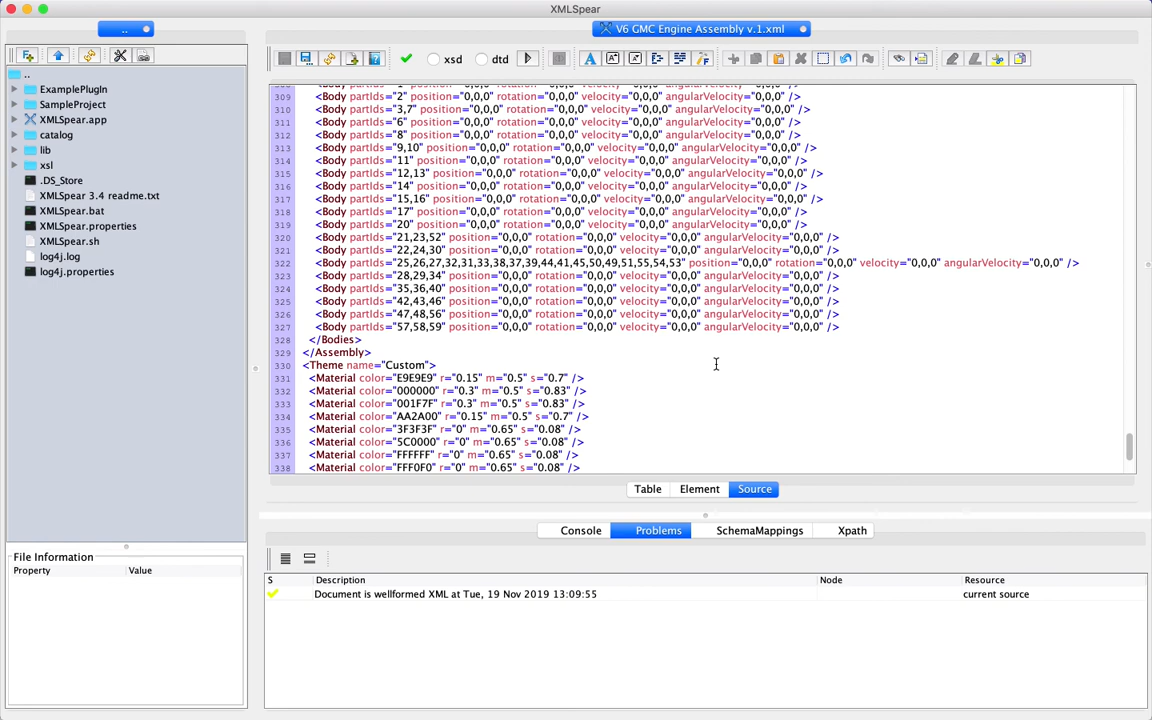 XMLSpear
..
V6 GMC Engine Assembly v.1.xml
xsd
dtd
..
ExamplePlugIn
SampleProject
XMLSpear.app
catalog
lib
xsl
.DS_Store
XMLSpear 3.4 readme.txt
XMLSpear.bat
XMLSpear.properties
XMLSpear.sh
log4j.log
log4j.properties
309 <Body partIds="2" position="0,0,0" rotation="0,0,0" velocity="0,0,0" angularVelocity="0,0,0" />
310 <Body partIds="3,7" position="0,0,0" rotation="0,0,0" velocity="0,0,0" angularVelocity="0,0,0" />
311 <Body partIds="6" position="0,0,0" rotation="0,0,0" velocity="0,0,0" angularVelocity="0,0,0" />
312 <Body partIds="8" position="0,0,0" rotation="0,0,0" velocity="0,0,0" angularVelocity="0,0,0" />
313 <Body partIds="9,10" position="0,0,0" rotation="0,0,0" velocity="0,0,0" angularVelocity="0,0,0" />
314 <Body partIds="11" position="0,0,0" rotation="0,0,0" velocity="0,0,0" angularVelocity="0,0,0" />
315 <Body partIds="12,13" position="0,0,0" rotation="0,0,0" velocity="0,0,0" angularVelocity="0,0,0" />
316 <Body partIds="14" position="0,0,0" rotation="0,0,0" velocity="0,0,0" angularVelocity="0,0,0" />
317 <Body partIds="15,16" position="0,0,0" rotation="0,0,0" velocity="0,0,0" angularVelocity="0,0,0" />
318 <Body partIds="17" position="0,0,0" rotation="0,0,0" velocity="0,0,0" angularVelocity="0,0,0" />
319 <Body partIds="20" position="0,0,0" rotation="0,0,0" velocity="0,0,0" angularVelocity="0,0,0" />
320 <Body partIds="21,23,52" position="0,0,0" rotation="0,0,0" velocity="0,0,0" angularVelocity="0,0,0" />
321 <Body partIds="22,24,30" position="0,0,0" rotation="0,0,0" velocity="0,0,0" angularVelocity="0,0,0" />
322 <Body partIds="25,26,27,32,31,33,38,37,39,44,41,45,50,49,51,55,54,53" position="0,0,0" rotation="0,0,0" velocity="0,0,0" angularVelocity="0,0,0" />
323 <Body partIds="28,29,34" position="0,0,0" rotation="0,0,0" velocity="0,0,0" angularVelocity="0,0,0" />
324 <Body partIds="35,36,40" position="0,0,0" rotation="0,0,0" velocity="0,0,0" angularVelocity="0,0,0" />
325 <Body partIds="42,43,46" position="0,0,0" rotation="0,0,0" velocity="0,0,0" angularVelocity="0,0,0" />
326 <Body partIds="47,48,56" position="0,0,0" rotation="0,0,0" velocity="0,0,0" angularVelocity="0,0,0" />
327 <Body partIds="57,58,59" position="0,0,0" rotation="0,0,0" velocity="0,0,0" angularVelocity="0,0,0" />
328 </Bodies>
329 </Assembly>
330 <Theme name="Custom">
331 <Material color="E9E9E9" r="0.15" m="0.5" s="0.7" />
332 <Material color="000000" r="0.3" m="0.5" s="0.83" />
333 <Material color="001F7F" r="0.3" m="0.5" s="0.83" />
334 <Material color="AA2A00" r="0.15" m="0.5" s="0.7" />
335 <Material color="3F3F3F" r="0" m="0.65" s="0.08" />
336 <Material color="5C0000" r="0" m="0.65" s="0.08" />
337 <Material color="FFFFFF" r="0" m="0.65" s="0.08" />
338 <Material color="FFF0F0" r="0" m="0.65" s="0.08" />
Table Element Source
Console Problems SchemaMappings Xpath
File Information
Property Value
S Description Node Resource
Document is wellformed XML at Tue, 19 Nov 2019 13:09:55 current source